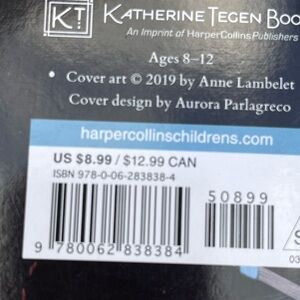 KT
KATHERINE TEGEN BOO
An Imprint of HarperCollinsPublishers
Ages 8–12
• Cover art © 2019 by Anne Lambelet
Cover design by Aurora Parlagreco
harpercollinschildrens.com
US $8.99 / $12.99 CAN
ISBN 978-0-06-283838-4
50899
9 780062 838384
S
03